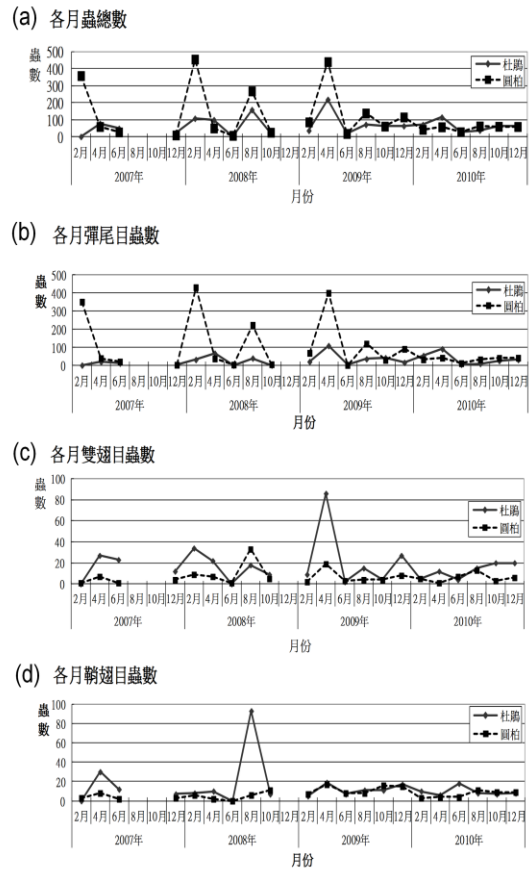 (a) 各月蟲總數
蟲數
500
400
300
200
100
0
杜鵑
圓柏
2月 4月 6月 8月 10月 12月 2月 4月 6月 8月 10月 12月 2月 4月 6月 8月 10月 12月 2月 4月 6月 8月 10月 12月
2007年 2008年 2009年 2010年
月份
(b) 各月彈尾目蟲數
蟲數
500
400
300
200
100
0
杜鵑
圓柏
2月 4月 6月 8月 10月 12月 2月 4月 6月 8月 10月 12月 2月 4月 6月 8月 10月 12月 2月 4月 6月 8月 10月 12月
2007年 2008年 2009年 2010年
月份
(c) 各月雙翅目蟲數
蟲數
100
80
60
40
20
0
杜鵑
圓柏
2月 4月 6月 8月 10月 12月 2月 4月 6月 8月 10月 12月 2月 4月 6月 8月 10月 12月 2月 4月 6月 8月 10月 12月
2007年 2008年 2009年 2010年
月份
(d) 各月鞘翅目蟲數
蟲數
100
80
60
40
20
0
杜鵑
圓柏
2月 4月 6月 8月 10月 12月 2月 4月 6月 8月 10月 12月 2月 4月 6月 8月 10月 12月 2月 4月 6月 8月 10月 12月
2007年 2008年 2009年 2010年
月份